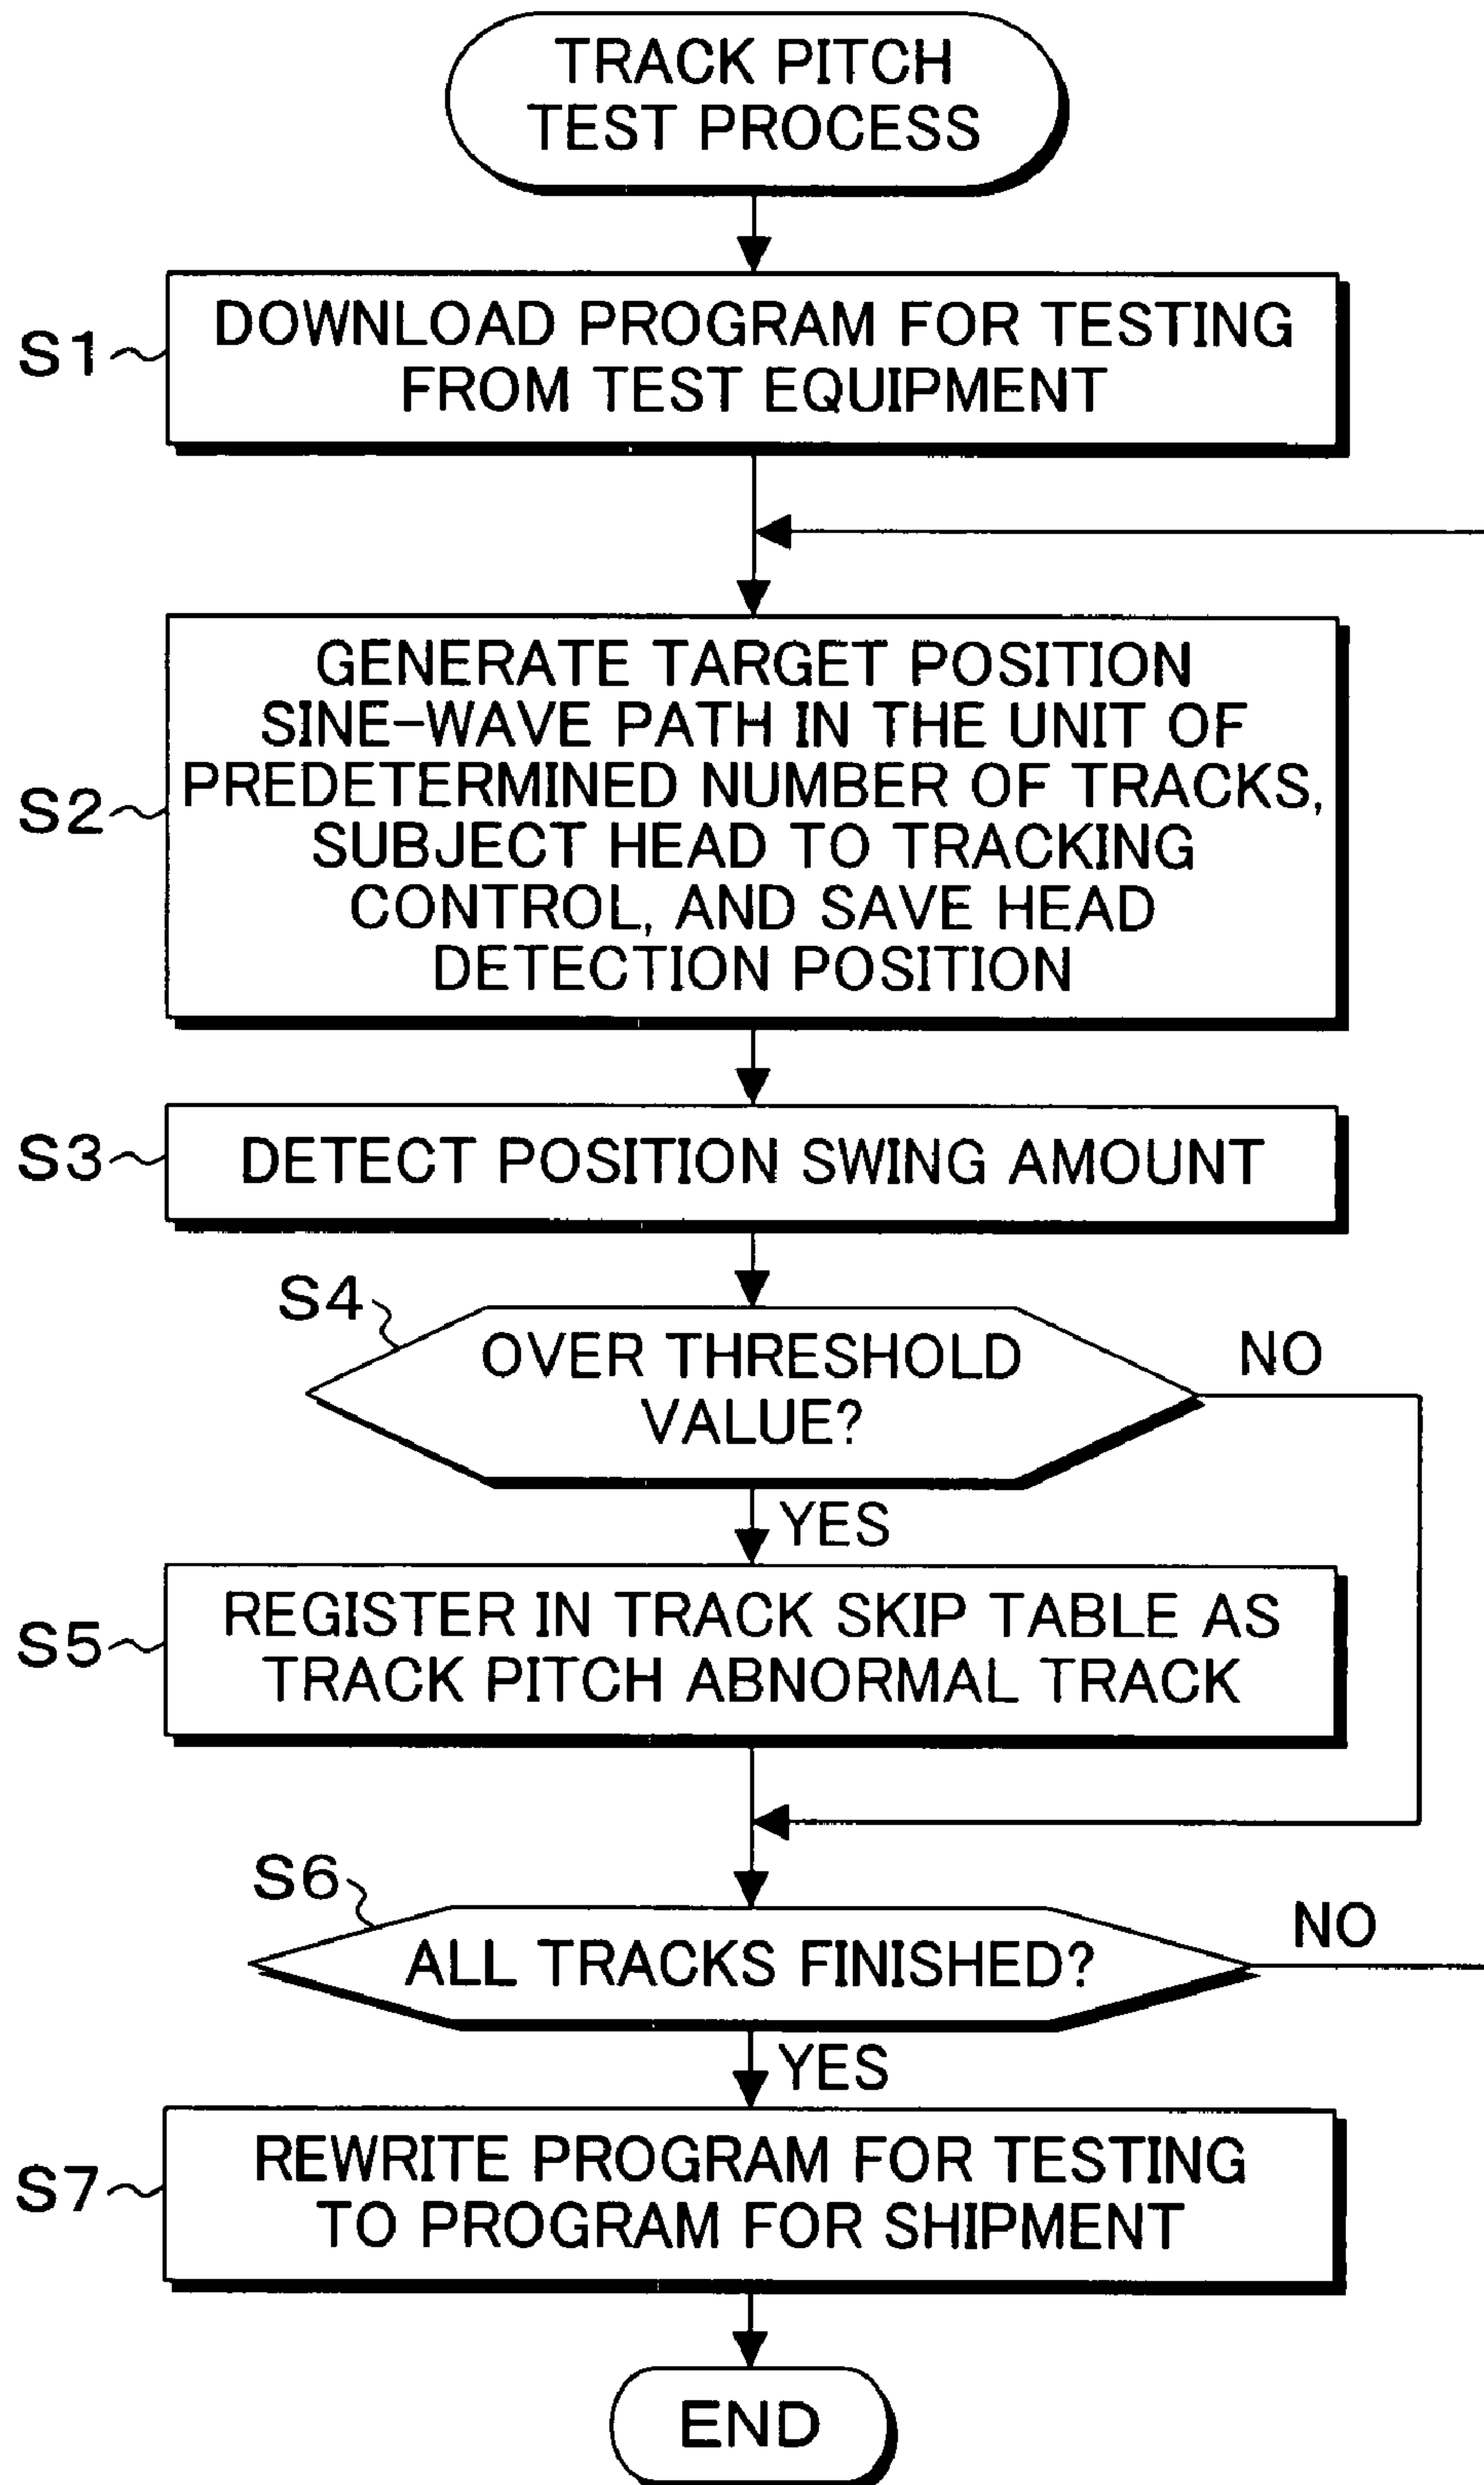 TRACK PITCH
TEST PROCESS
S1
DOWNLOAD PROGRAM FOR TESTING
FROM TEST EQUIPMENT
S2
GENERATE TARGET POSITION
SINE-WAVE PATH IN THE UNIT OF
PREDETERMINED NUMBER OF TRACKS,
SUBJECT HEAD TO TRACKING
CONTROL, AND SAVE HEAD
DETECTION POSITION
S3
DETECT POSITION SWING AMOUNT
S4
OVER THRESHOLD
VALUE?
NO
YES
S5
REGISTER IN TRACK SKIP TABLE AS
TRACK PITCH ABNORMAL TRACK
S6
ALL TRACKS FINISHED?
NO
YES
S7
REWRITE PROGRAM FOR TESTING
TO PROGRAM FOR SHIPMENT
END